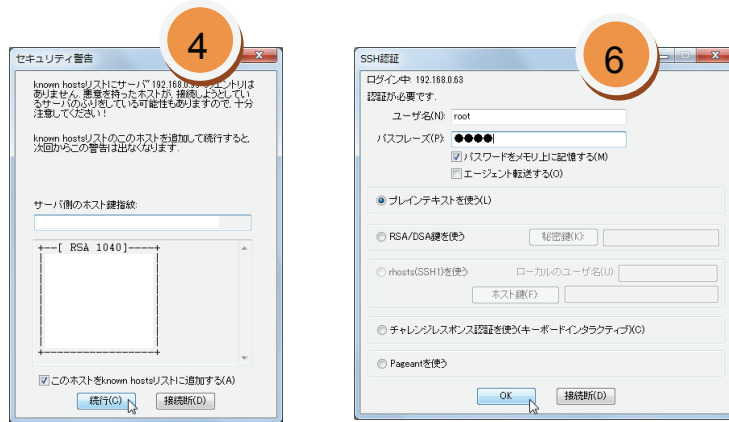 4
セキュリティ警告
known hostsリストにサーバ"192.168.0.63"のエントリは
ありません. 悪意を持ったホストが, 接続しようとしてい
るサーバのふりをしている可能性もありますので, 十分
注意してください!
known hostsリストのこのホストを追加して続行すると,
次回からこの警告は出なくなります.
サーバ側のホスト鍵指紋:
+--[ RSA 1040]----+
+-----------------+
このホストをknown hostsリストに追加する(A)
続行(C)
接続断(D)
6
SSH認証
ログイン中: 192.168.0.63
認証が必要です.
ユーザ名(N): root
パスフレーズ(P): ●●●●
パスワードをメモリ上に記憶する(M)
エージェント転送する(O)
プレインテキストを使う(L)
RSA/DSA鍵を使う
秘密鍵(K):
rhosts(SSH1)を使う
ローカルのユーザ名(U):
ホスト鍵(F):
チャレンジレスポンス認証を使う(キーボードインタラクティブ)(C)
Pageantを使う
OK
接続断(D)